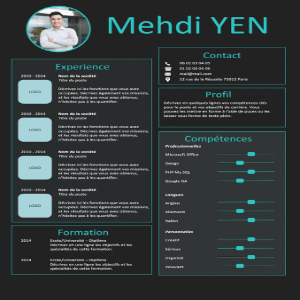 Mehdi YEN
Contact
06 02 03 04 05
01 02 03 04 05
mail@mail.com
12 rue de la Réussite 75012 Paris
Profil
Décrivez en quelques lignes vos compétences clés
pour le poste et vos objectifs de carrière. Vous
pouvez les mettre en forme à l'aide de puces ou les
laisser sous forme de texte plein.
Expérience
2010 - 2014
Nom de la société
Titre du poste
LOGO
Décrivez ici les fonctions que vous avez
occupées. Décrivez également vos missions,
et les résultats que vous avez obtenus,
n'hésitez pas à les quantifier.
2010 - 2014
Nom de la société
Titre du poste
LOGO
Décrivez ici les fonctions que vous avez
occupées. Décrivez également vos missions,
et les résultats que vous avez obtenus,
n'hésitez pas à les quantifier.
2010 - 2014
Nom de la société
Titre du poste
LOGO
Décrivez ici les fonctions que vous avez
occupées. Décrivez également vos missions,
et les résultats que vous avez obtenus,
n'hésitez pas à les quantifier.
2010 - 2014
Nom de la société
Titre du poste
LOGO
Décrivez ici les fonctions que vous avez
occupées. Décrivez également vos missions,
et les résultats que vous avez obtenus,
n'hésitez pas à les quantifier.
Compétences
Professionnelles
Microsoft Office
Design
PHP My SQL
Google GA
Langues
Anglais
Allemand
Italien
Personnelles
Créatif
Sérieux
Organisé
Innovant
Formation
2014
Ecole/Université – Diplôme
Décrivez en une ligne les objectifs et les
spécialités de cette formation.
2014
Ecole/Université – Diplôme
Décrivez en une ligne les objectifs et les
spécialités de cette formation.